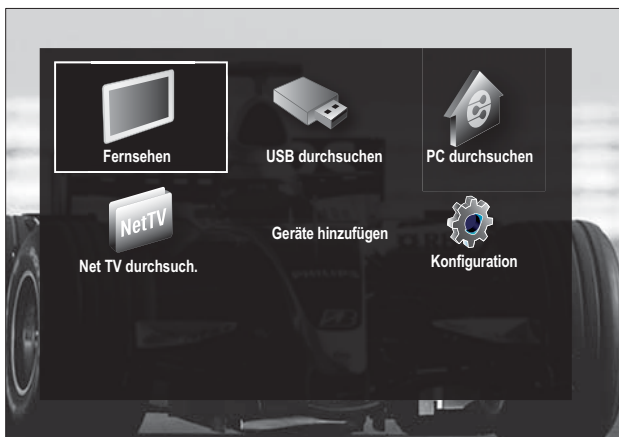 Fernsehen
USB durchsuchen
PC durchsuchen
NetTV
Net TV durchsuch.
Geräte hinzufügen
Konfiguration